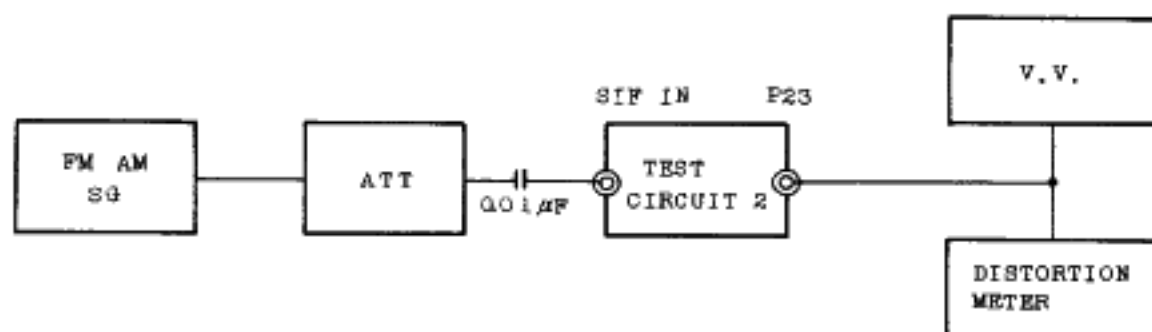 FM AM
SG
ATT
0.01μF
SIF IN
P23
TEST
CIRCUIT 2
V.V.
DISTORTION
METER